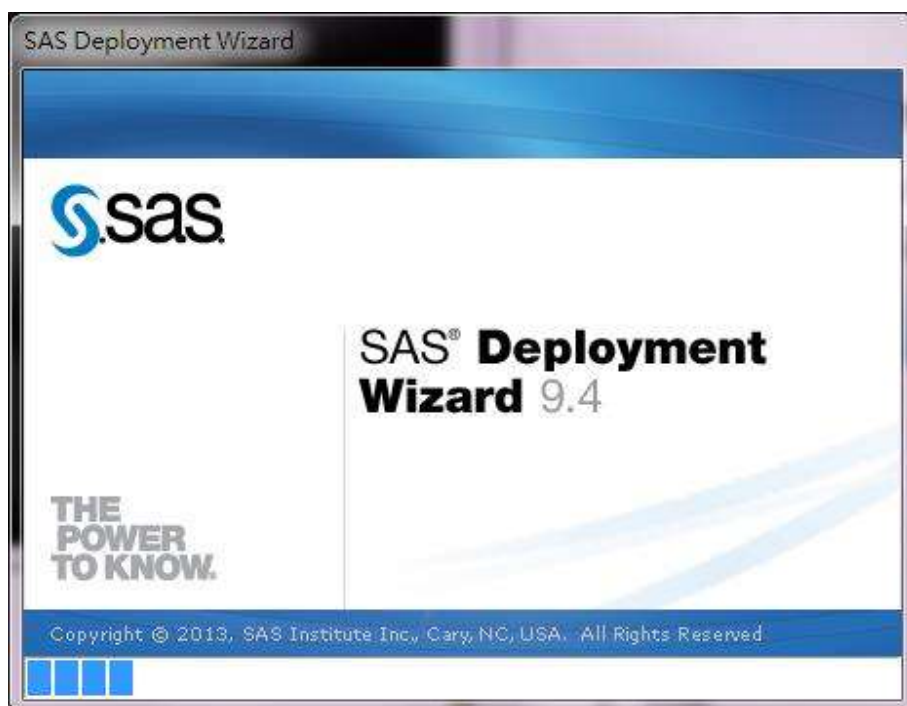 SAS Deployment Wizard
sas
SAS® Deployment
Wizard 9.4
THE
POWER
TO KNOW.
Copyright © 2013, SAS Institute Inc., Cary, NC, USA. All Rights Reserved